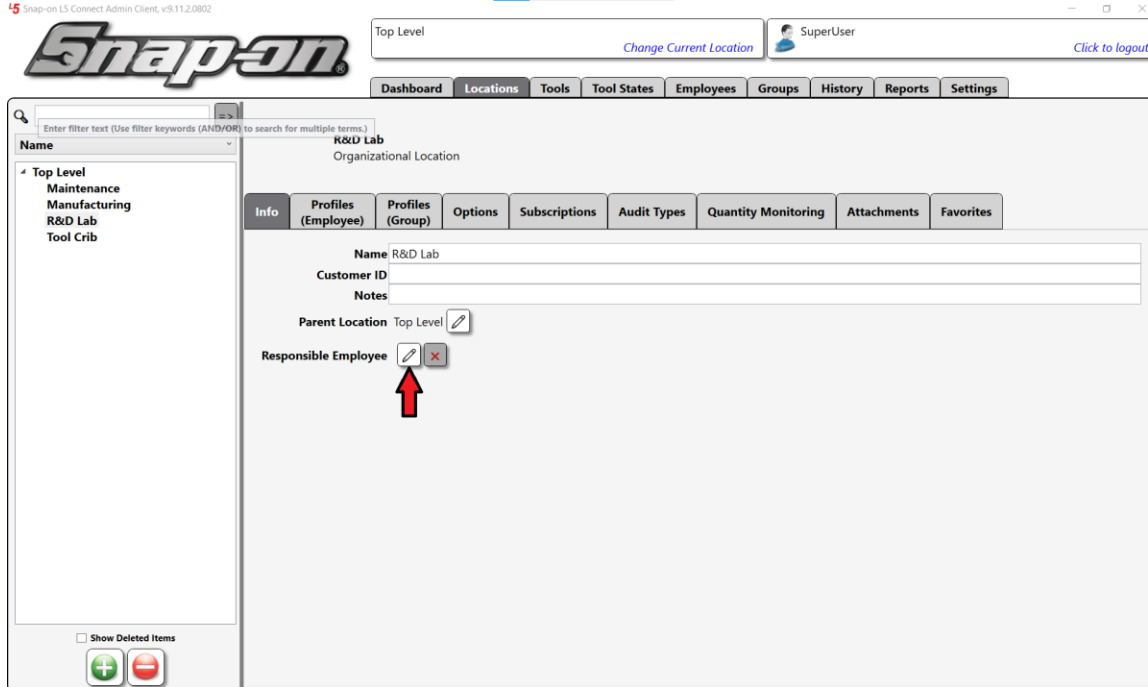 L5 Snap-on L5 Connect Admin Client, v:9.11.2.0802
Snap-on®
Top Level
Change Current Location
SuperUser
Click to logout
Dashboard Locations Tools Tool States Employees Groups History Reports Settings
=>
Enter filter text (Use filter keywords (AND/OR) to search for multiple terms.)
Name
Top Level
Maintenance
Manufacturing
R&D Lab
Tool Crib
Show Deleted Items
R&D Lab
Organizational Location
Info Profiles (Employee) Profiles (Group) Options Subscriptions Audit Types Quantity Monitoring Attachments Favorites
Name R&D Lab
Customer ID
Notes
Parent Location Top Level
Responsible Employee